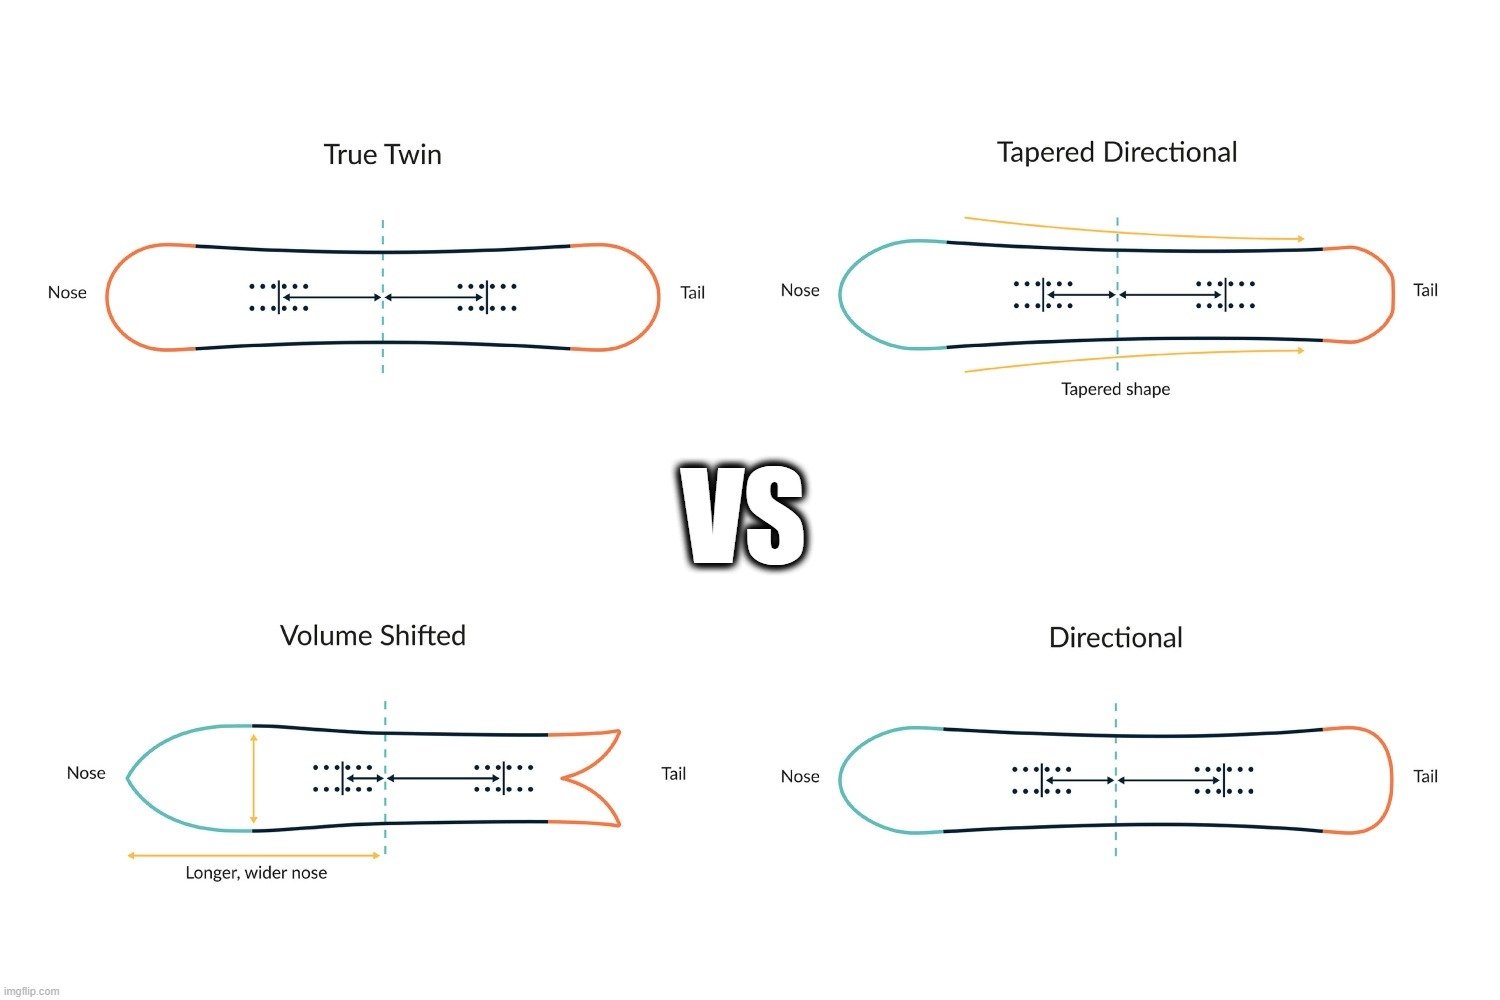 True Twin
Tapered Directional
Nose
Tail
Nose
Tail
Tapered shape
VS
Volume Shifted
Directional
Nose
Tail
Nose
Tail
Longer, wider nose
imgflip.com